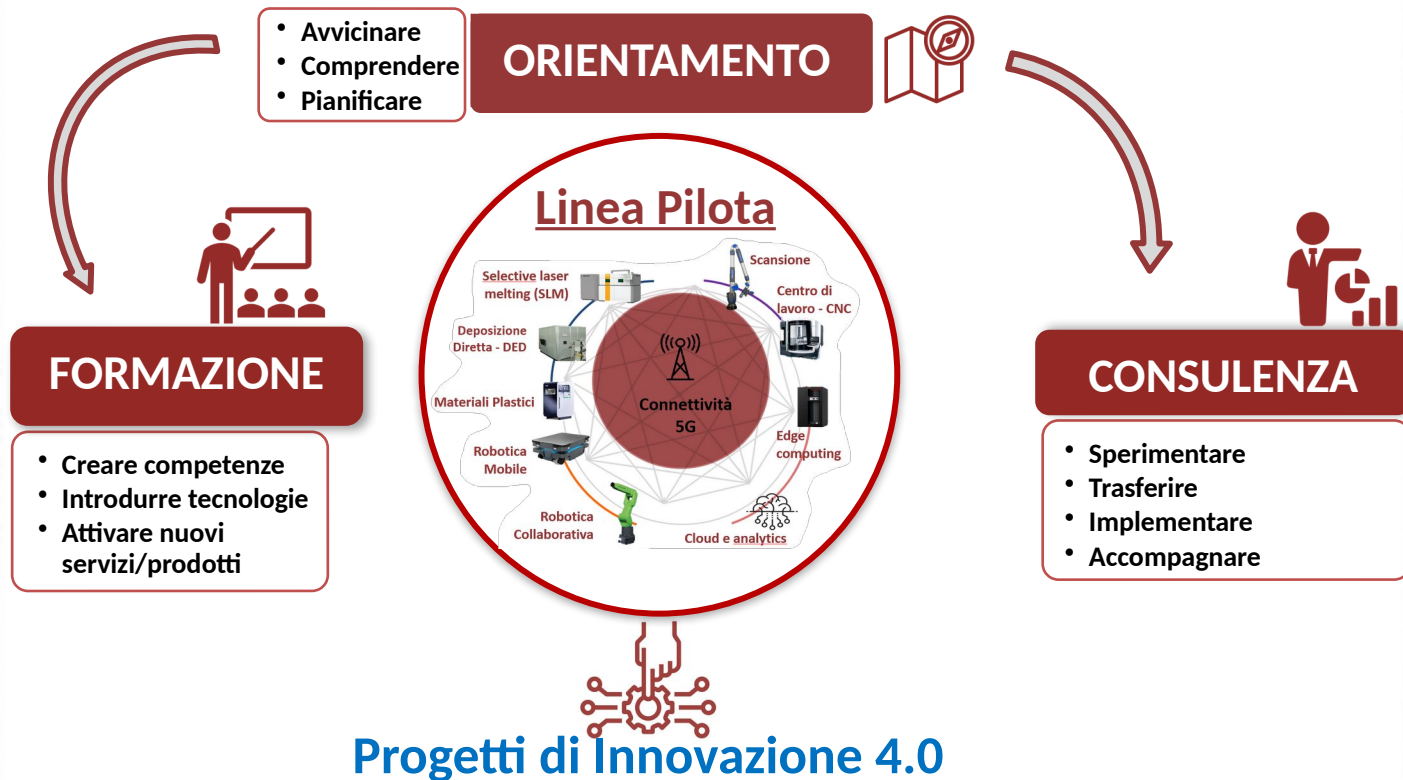 • Avvicinare
• Comprendere
• Pianificare
ORIENTAMENTO
Linea Pilota
Selective laser
melting (SLM)
Scansione
Centro di
lavoro - CNC
Deposizione
Diretta - DED
Materiali Plastici
Connettività
5G
Edge
computing
Robotica
Mobile
Robotica
Collaborativa
Cloud e analytics
FORMAZIONE
• Creare competenze
• Introdurre tecnologie
• Attivare nuovi
servizi/prodotti
CONSULENZA
• Sperimentare
• Trasferire
• Implementare
• Accompagnare
Progetti di Innovazione 4.0